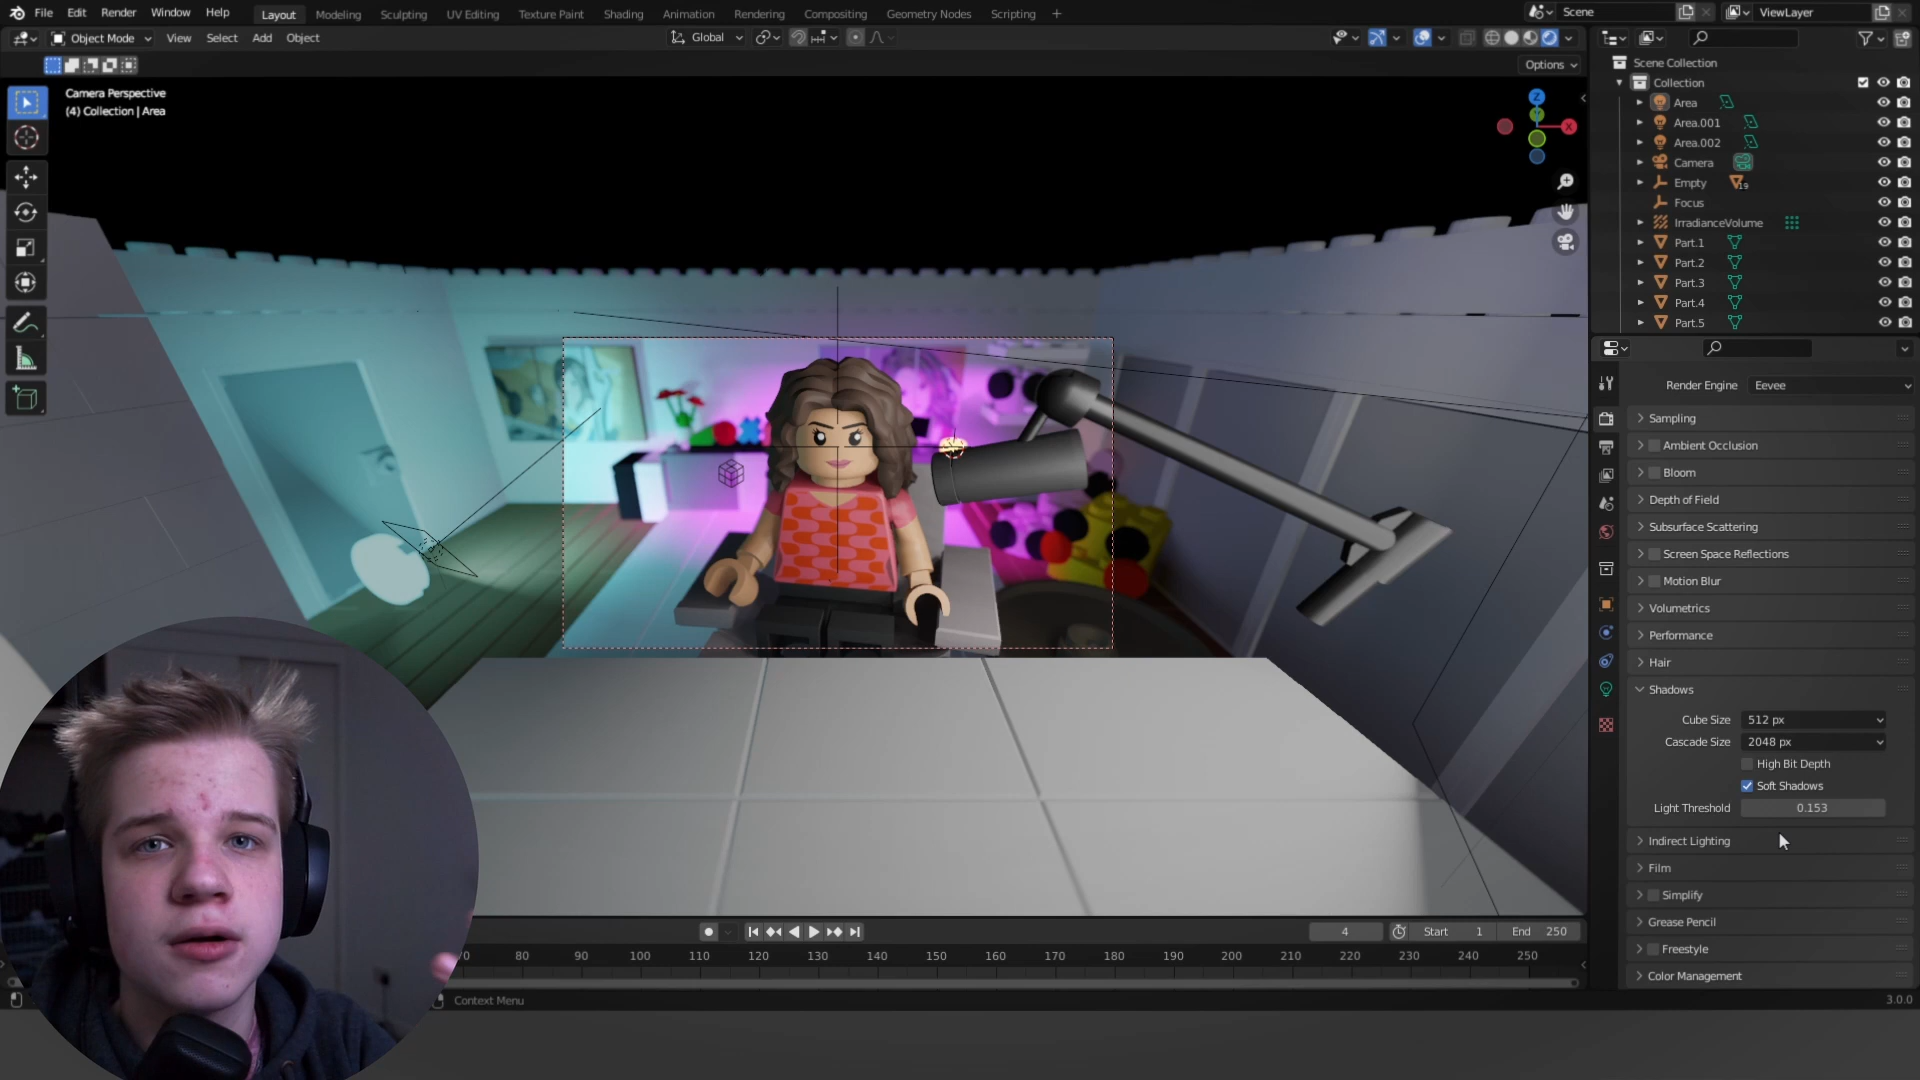 File Edit Render Window Help
Layout Modeling Sculpting UV Editing Texture Paint Shading Animation Rendering Compositing Geometry Nodes Scripting +
Scene
ViewLayer
Object Mode View Select Add Object
Global
Options
Camera Perspective
(4) Collection | Area
Z
X
Scene Collection
Collection
Area
Area.001
Area.002
Camera
Empty 19
Focus
IrradianceVolume
Part.1
Part.2
Part.3
Part.4
Part.5
Render Engine Eevee
Sampling
Ambient Occlusion
Bloom
Depth of Field
Subsurface Scattering
Screen Space Reflections
Motion Blur
Volumetrics
Performance
Hair
Shadows
Cube Size 512 px
Cascade Size 2048 px
High Bit Depth
Soft Shadows
Light Threshold 0.153
Indirect Lighting
Film
Simplify
Grease Pencil
Freestyle
Color Management
4 Start 1 End 250
70 80 90 100 110 120 130 140 150 160 170 180 190 200 210 220 230 240 250
Context Menu
3.0.0